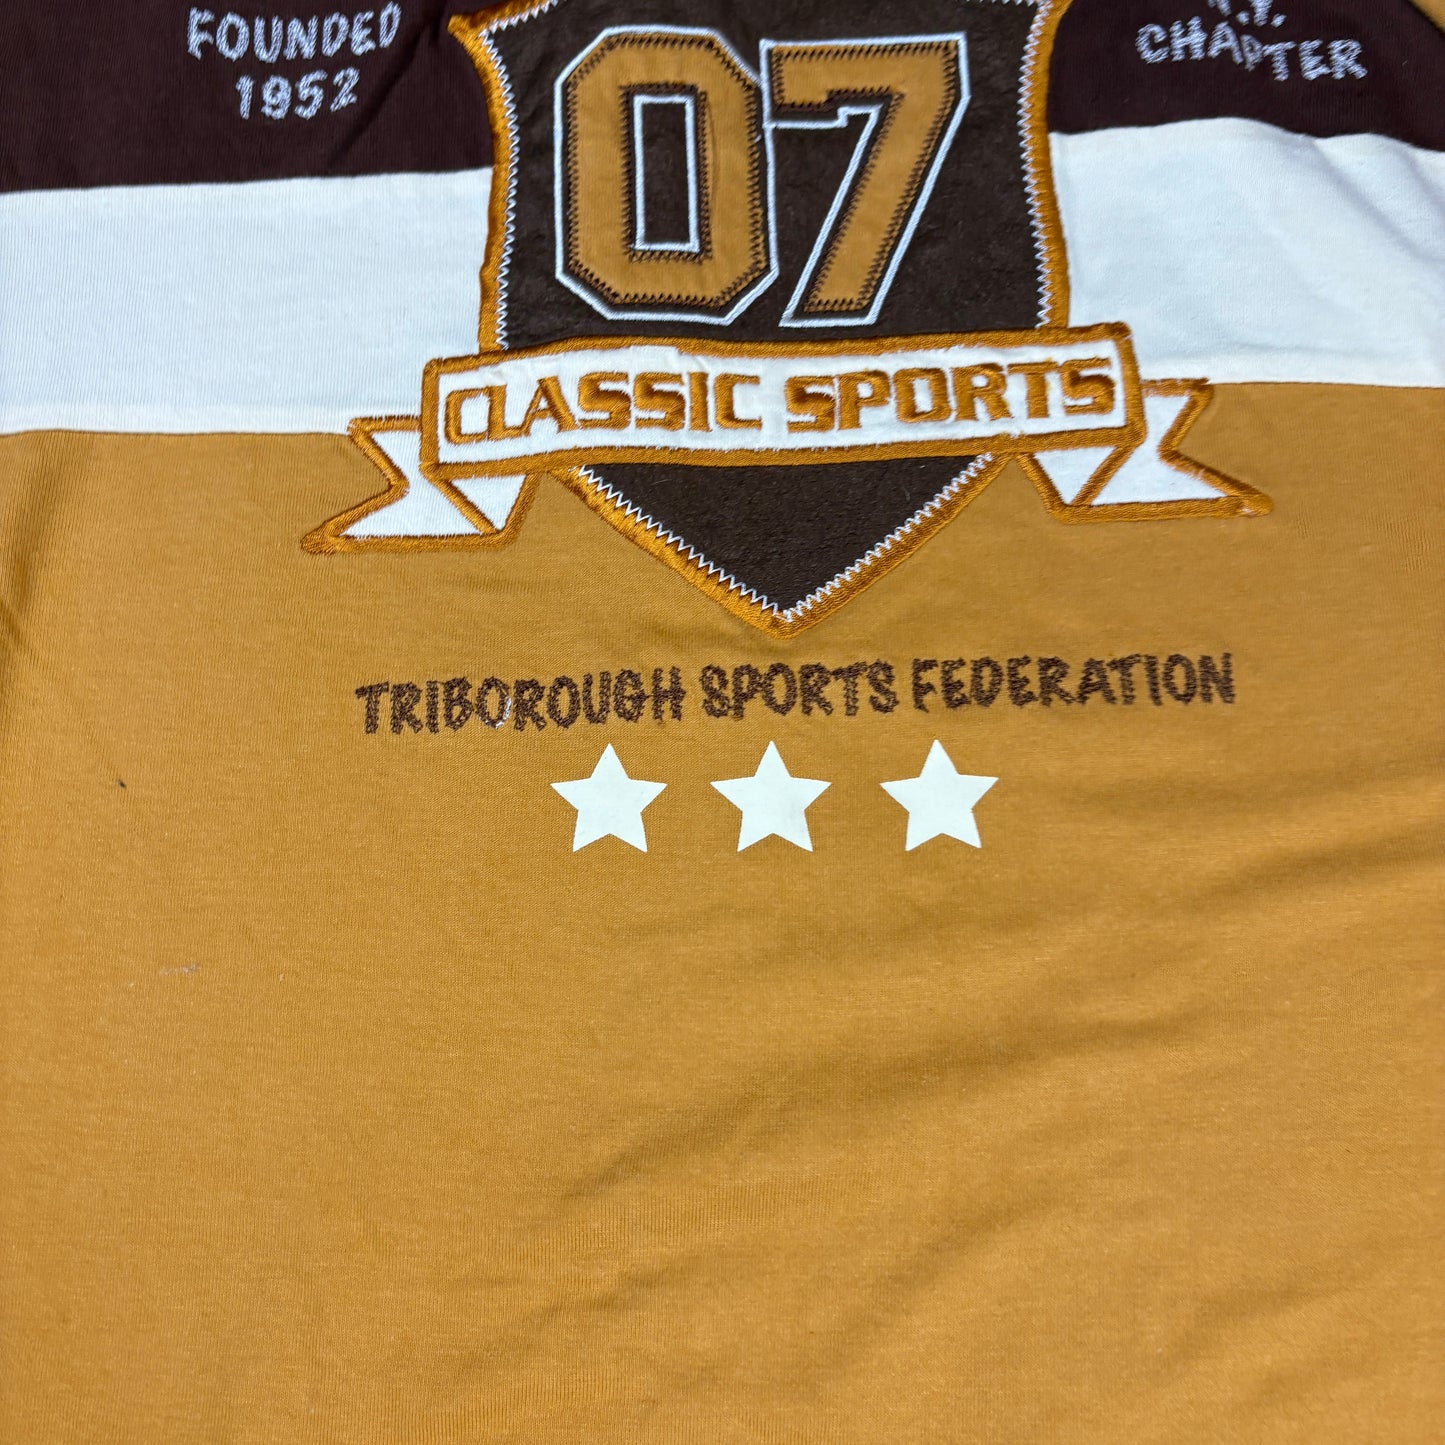 FOUNDED
1952
CHAPTER
07
CLASSIC SPORTS
TRIBOROUGH SPORTS FEDERATION